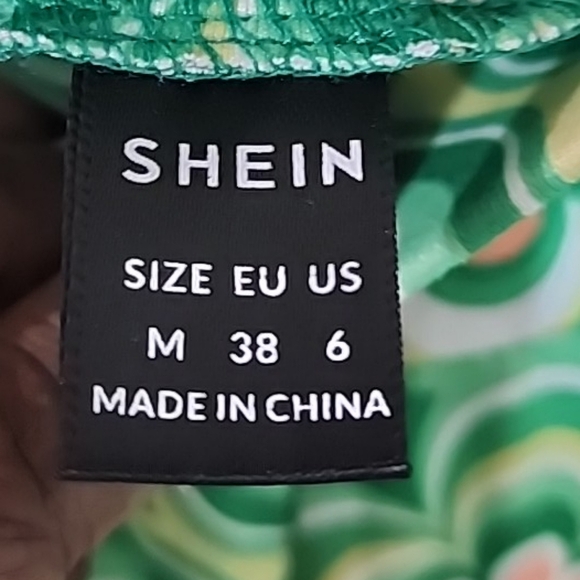 SHEIN
SIZE EU US
M 38 6
MADE IN CHINA